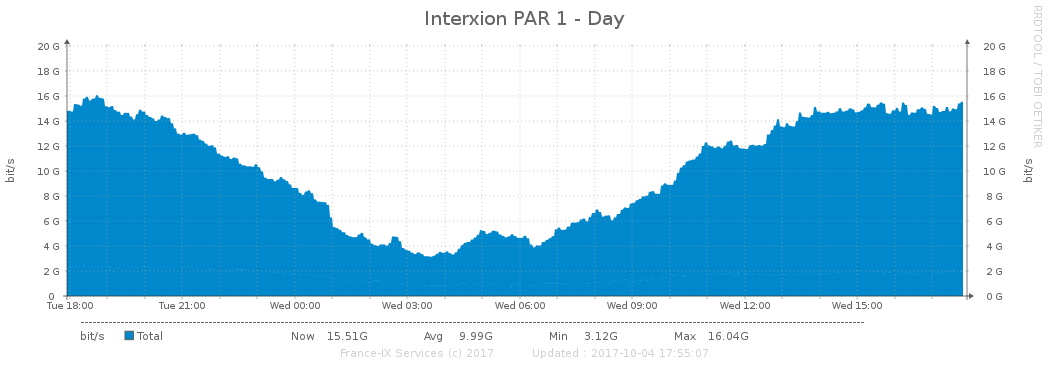 Interxion PAR 1 - Day
RRDTOOL / TOBI OETIKER
20 G 20 G
18 G 18 G
16 G 16 G
14 G 14 G
12 G 12 G
10 G 10 G
8 G 8 G
6 G 6 G
4 G 4 G
2 G 2 G
0 0 G
bit/s bit/s
Tue 18:00 Tue 21:00 Wed 00:00 Wed 03:00 Wed 06:00 Wed 09:00 Wed 12:00 Wed 15:00
bit/s Total Now 15.51G Avg 9.99G Min 3.12G Max 16.04G
France-IX Services (c) 2017 Updated : 2017-10-04 17:55:07